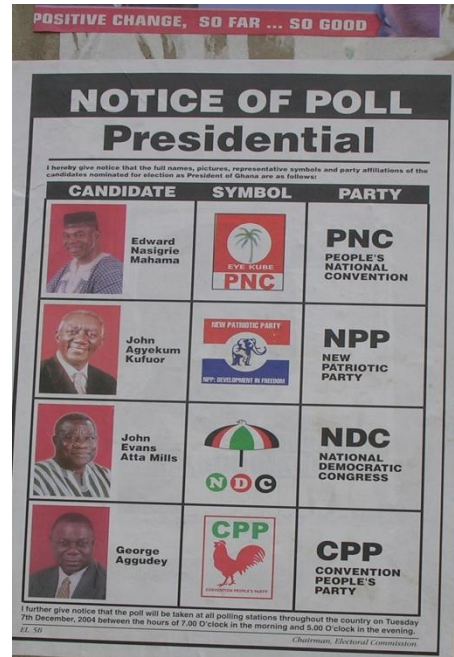 POSITIVE CHANGE, SO FAR ... SO GOOD
NOTICE OF POLL
Presidential
I hereby give notice that the full names, pictures, representative symbols and party affiliations of the
candidates nominated for election as President of Ghana are as follows:
CANDIDATE SYMBOL PARTY
Edward
Nasigrie
Mahama
EYE KUBE
PNC
PNC
PEOPLE'S
NATIONAL
CONVENTION
John
Agyekum
Kufuor
NEW PATRIOTIC PARTY
NPP: DEVELOPMENT IN FREEDOM
NPP
NEW
PATRIOTIC
PARTY
John
Evans
Atta Mills
NDC
NDC
NATIONAL
DEMOCRATIC
CONGRESS
George
Aggudey
CPP
CONVENTION PEOPLE'S PARTY
CPP
CONVENTION
PEOPLE'S
PARTY
I further give notice that the poll will be taken at all polling stations throughout the country on Tuesday
7th December, 2004 between the hours of 7.00 O'clock in the morning and 5.00 O'clock in the evening.
EL 56
Chairman, Electoral Commission